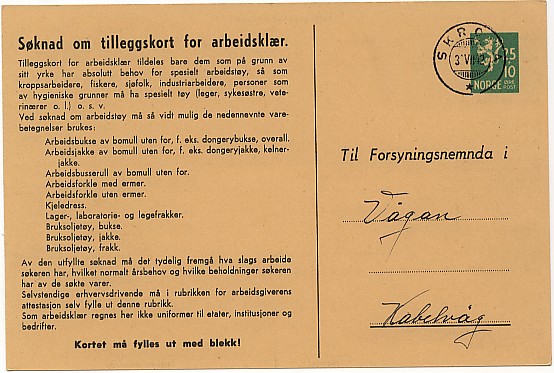 Søknad om tilleggskort for arbeidsklær.
Tilleggskort for arbeidsklær tildeles bare dem som på grunn av
sitt yrke har absolutt behov for spesielt arbeidstøy, så som
kroppsarbeidere, fiskere, sjøfolk, industriarbeidere, personer som
av hygieniske grunner må ha spesielt tøy (leger, sykesøstre, vete-
rinærer o. l.) o. s. v.
Ved søknad om arbeidstøy må så vidt mulig de nedennevnte vare-
betegnelser brukes:
Arbeidsbukse av bomull uten for, f. eks. dongerybukse, overall.
Arbeidsjakke av bomull uten for, f. eks. dongeryjakke, kelner-
jakke.
Arbeidsbusserull av bomull uten for.
Arbeidsforkle med ermer.
Arbeidsforkle uten ermer.
Kjeledress.
Lager-, laboratorie- og legefrakker.
Bruksoljetøy, bukse.
Bruksoljetøy, jakke.
Bruksoljetøy, frakk.
Av den utfyllte søknad må det tydelig fremgå hva slags arbeide
søkeren har, hvilket normalt årsbehov og hvilke beholdninger søkeren
har av de søkte varer.
Selvstendige erhvervsdrivende må i rubrikken for arbeidsgiverens
attestasjon selv fylle ut denne rubrikk.
Som arbeidsklær regnes her ikke uniformer til etater, institusjoner og
bedrifter.
Kortet må fylles ut med blekk!
SKRO
25
10
ØRE
NORGE POST
Til Forsyningsnemnda i
Vågan
Kabelvåg